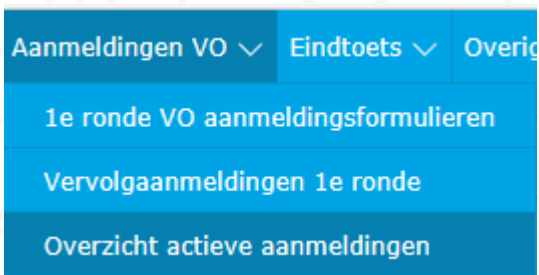 Aanmeldingen VO Eindtoets
1e ronde VO aanmeldingsformulieren
Vervolgaanmeldingen 1e ronde
Overzicht actieve aanmeldingen